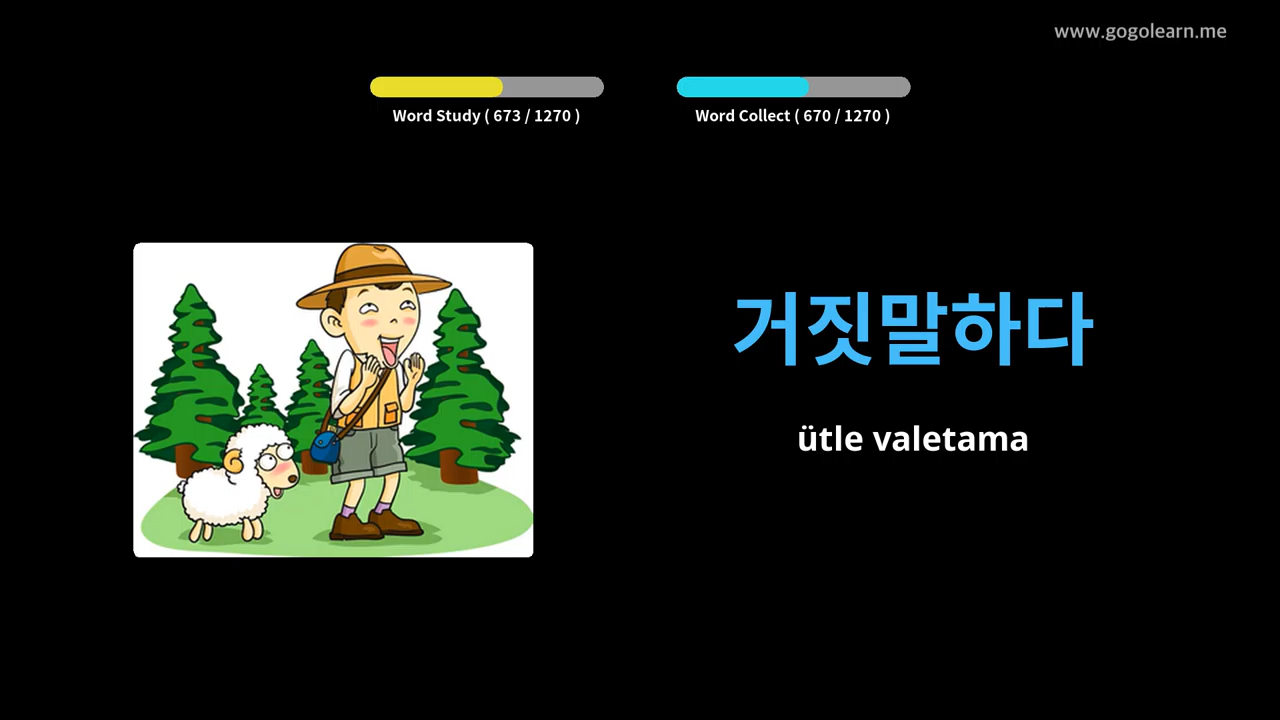 www.gogolearn.me
Word Study ( 673 / 1270 )
Word Collect ( 670 / 1270 )
거짓말하다
ütle valetama